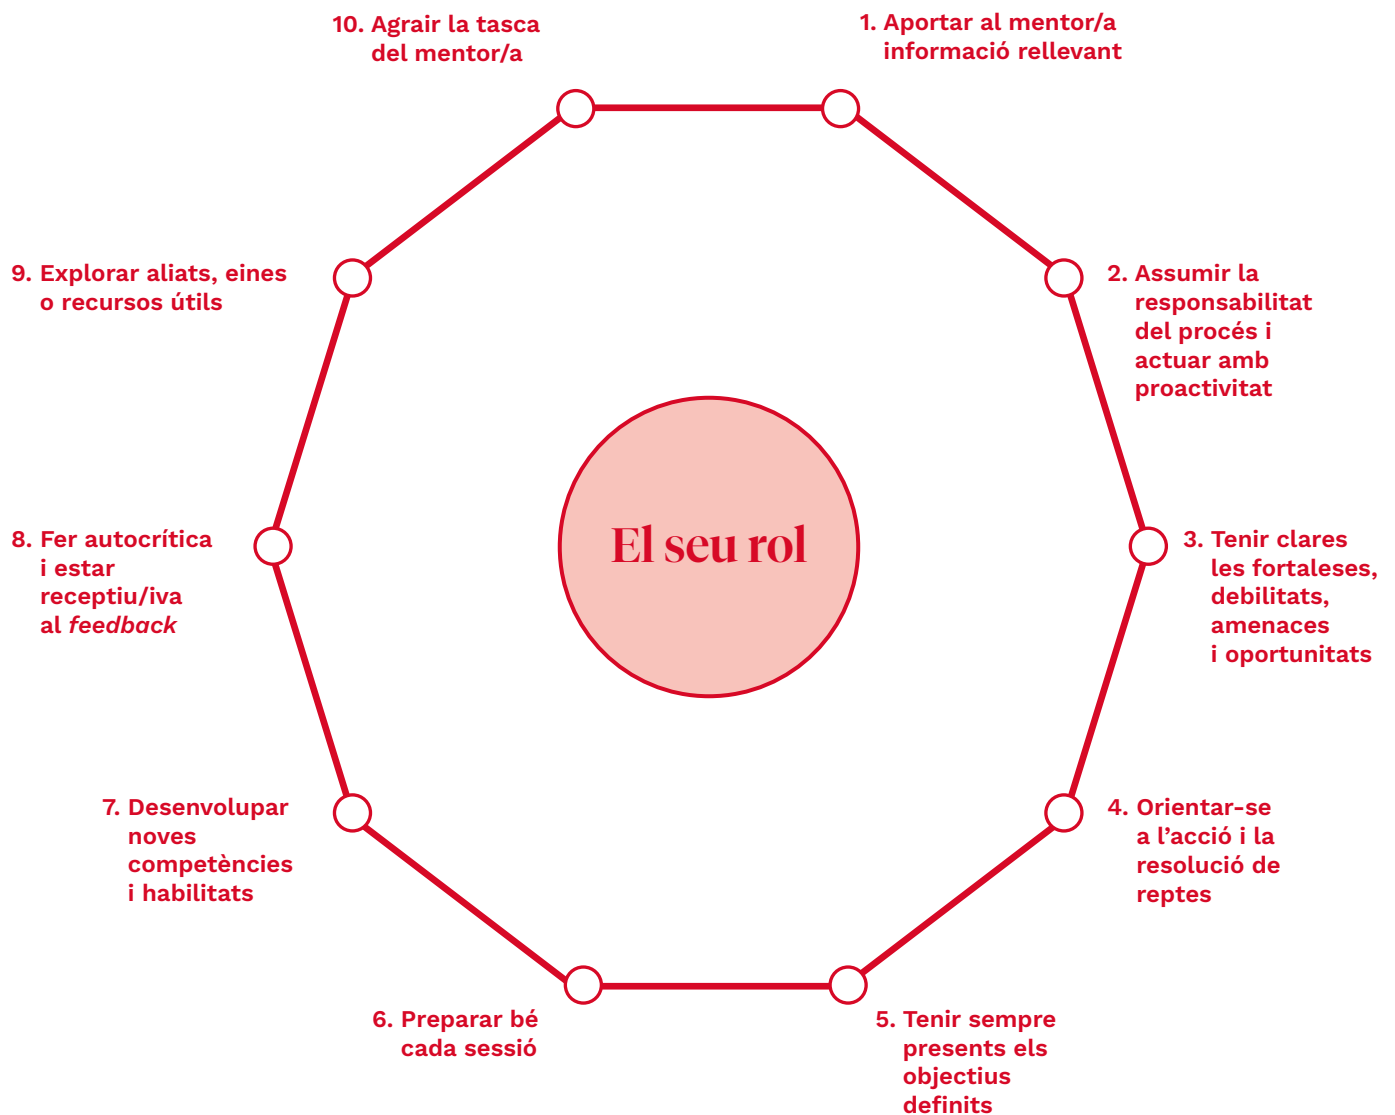 1. Aportar al mentor/a
informació rellevant
2. Assumir la
responsabilitat
del procés i
actuar amb
proactivitat
3. Tenir clares
les fortaleses,
debilitats,
amenaces
i oportunitats
4. Orientar-se
a l’acció i la
resolució de
reptes
5. Tenir sempre
presents els
objectius
definits
6. Preparar bé
cada sessió
7. Desenvolupar
noves
competències
i habilitats
8. Fer autocrítica
i estar
receptiu/iva
al feedback
9. Explorar aliats, eines
o recursos útils
10. Agrair la tasca
del mentor/a
El seu rol